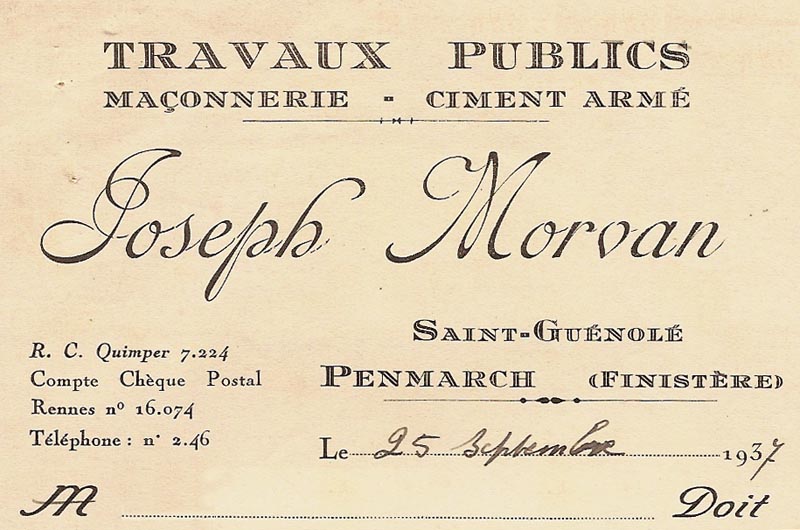 TRAVAUX PUBLICS
MAÇONNERIE - CIMENT ARMÉ
Joseph Morvan
SAINT-GUÉNOLÉ
PENMARCH (FINISTÈRE)
R. C. Quimper 7.224
Compte Chèque Postal
Rennes nº 16.074
Téléphone : n· 2.46
Le 25 Septembre 1937
M Doit